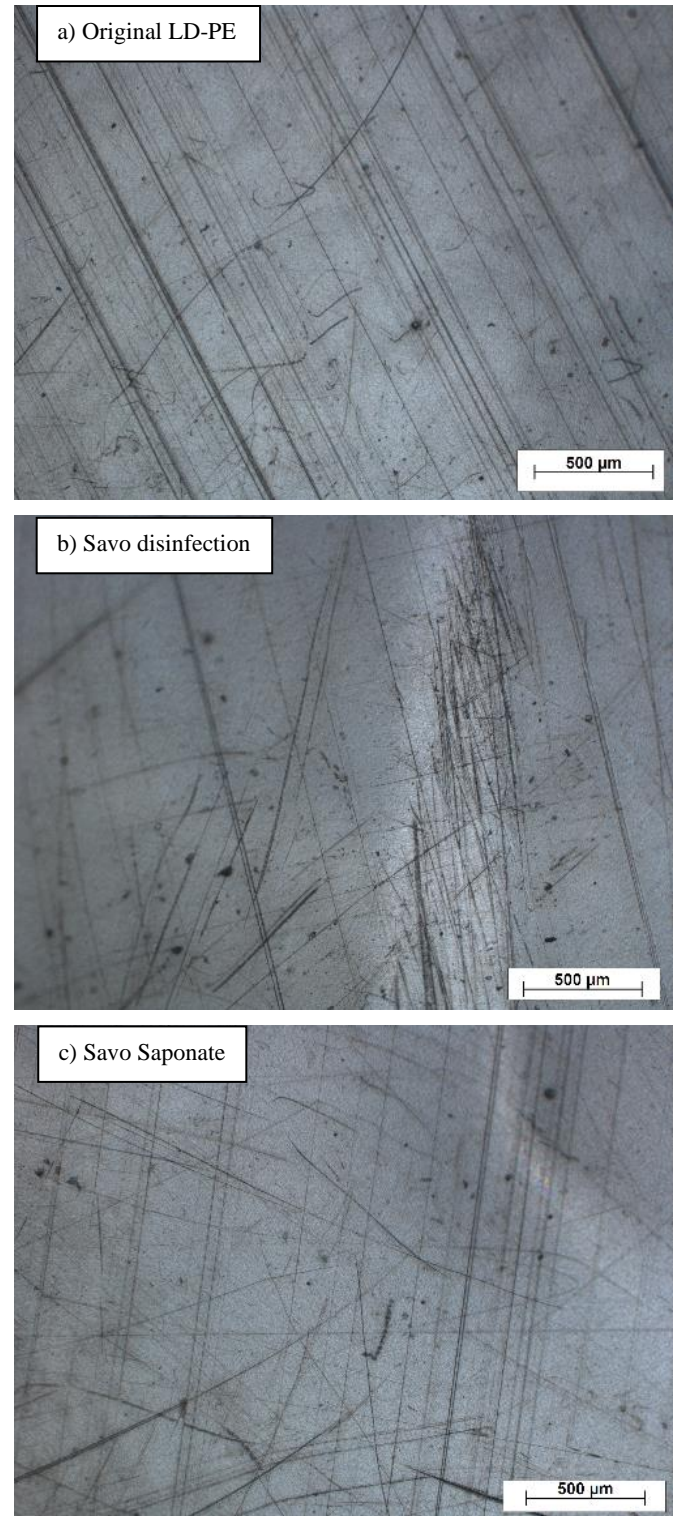 a) Original LD-PE
500 µm
b) Savo disinfection
500 µm
c) Savo Saponate
500 µm